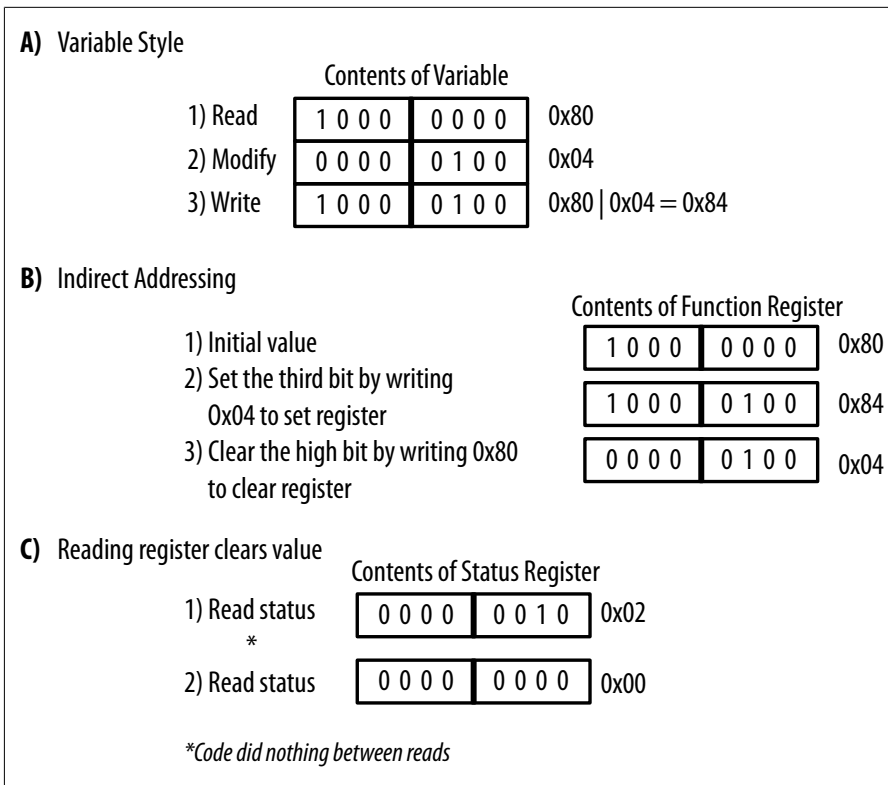 A) Variable Style
Contents of Variable
1) Read 1 0 0 0 0 0 0 0 0x80
2) Modify 0 0 0 0 0 1 0 0 0x04
3) Write 1 0 0 0 0 1 0 0 0x80 | 0x04 = 0x84
B) Indirect Addressing
Contents of Function Register
1) Initial value 1 0 0 0 0 0 0 0 0x80
2) Set the third bit by writing
0x04 to set register 1 0 0 0 0 1 0 0 0x84
3) Clear the high bit by writing 0x80
to clear register 0 0 0 0 0 1 0 0 0x04
C) Reading register clears value
Contents of Status Register
1) Read status 0 0 0 0 0 0 1 0 0x02
*
2) Read status 0 0 0 0 0 0 0 0 0x00
*Code did nothing between reads